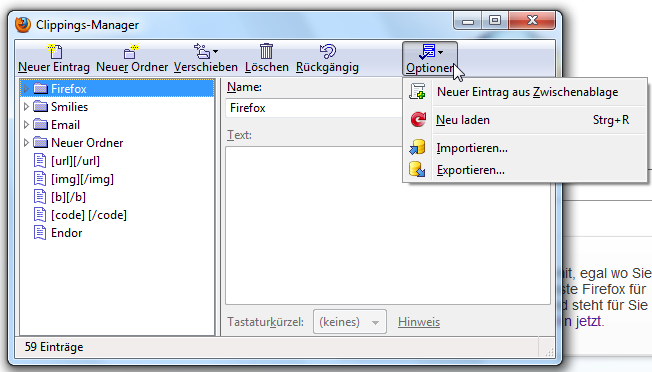 Clippings-Manager
Neuer Eintrag Neuer Ordner Verschieben Löschen Rückgängig Optionen
Neuer Eintrag aus Zwischenablage
Neu laden Strg+R
Importieren...
Exportieren...
Firefox
Smilies
Email
Neuer Ordner
[url][/url]
[img][/img]
[b][/b]
[code] [/code]
Endor
Name:
Firefox
Text:
Tastaturkürzel: (keines) Hinweis
59 Einträge
mit, egal wo Sie
ste Firefox für
d steht für Sie
n jetzt.